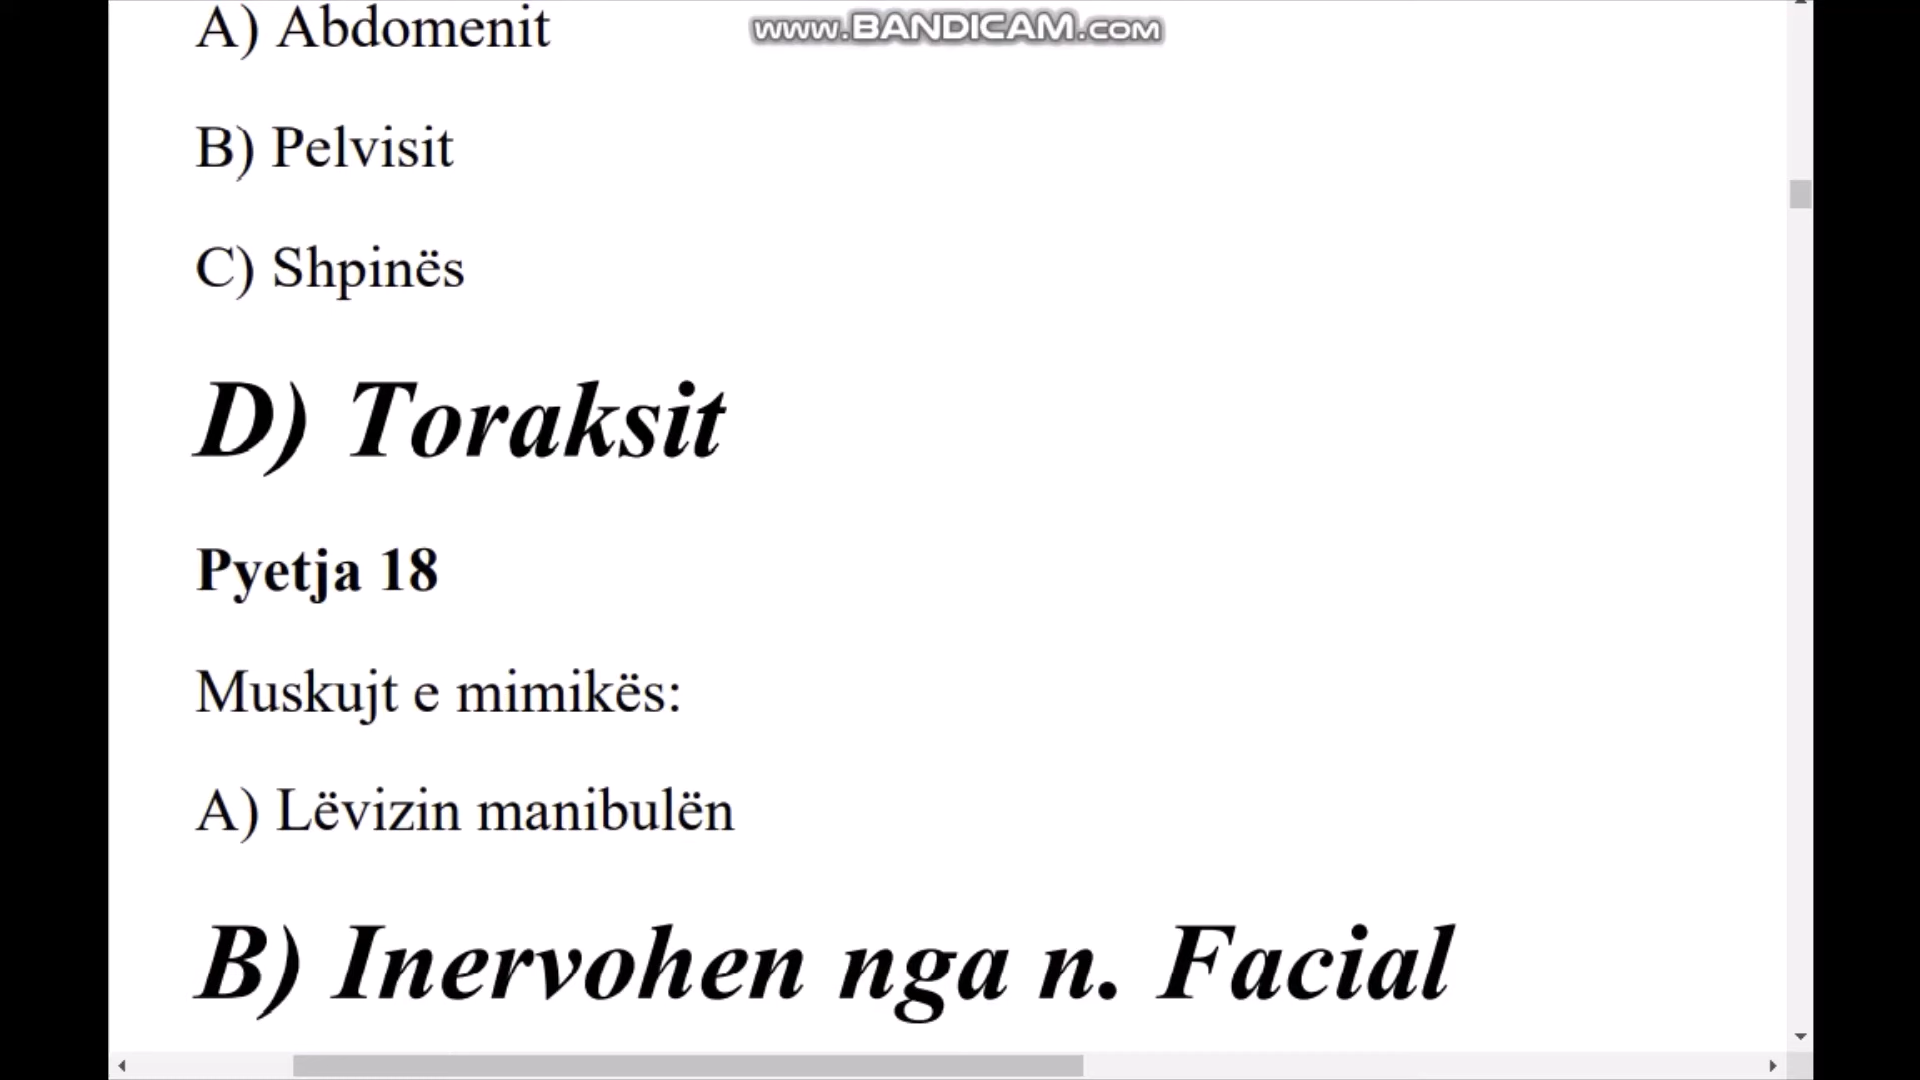 A) Abdomenit
www.BANDICAM.com
B) Pelvisit
C) Shpinës
D) Toraksit
Pyetja 18
Muskujt e mimikës:
A) Lëvizin manibulën
B) Inervohen nga n. Facial